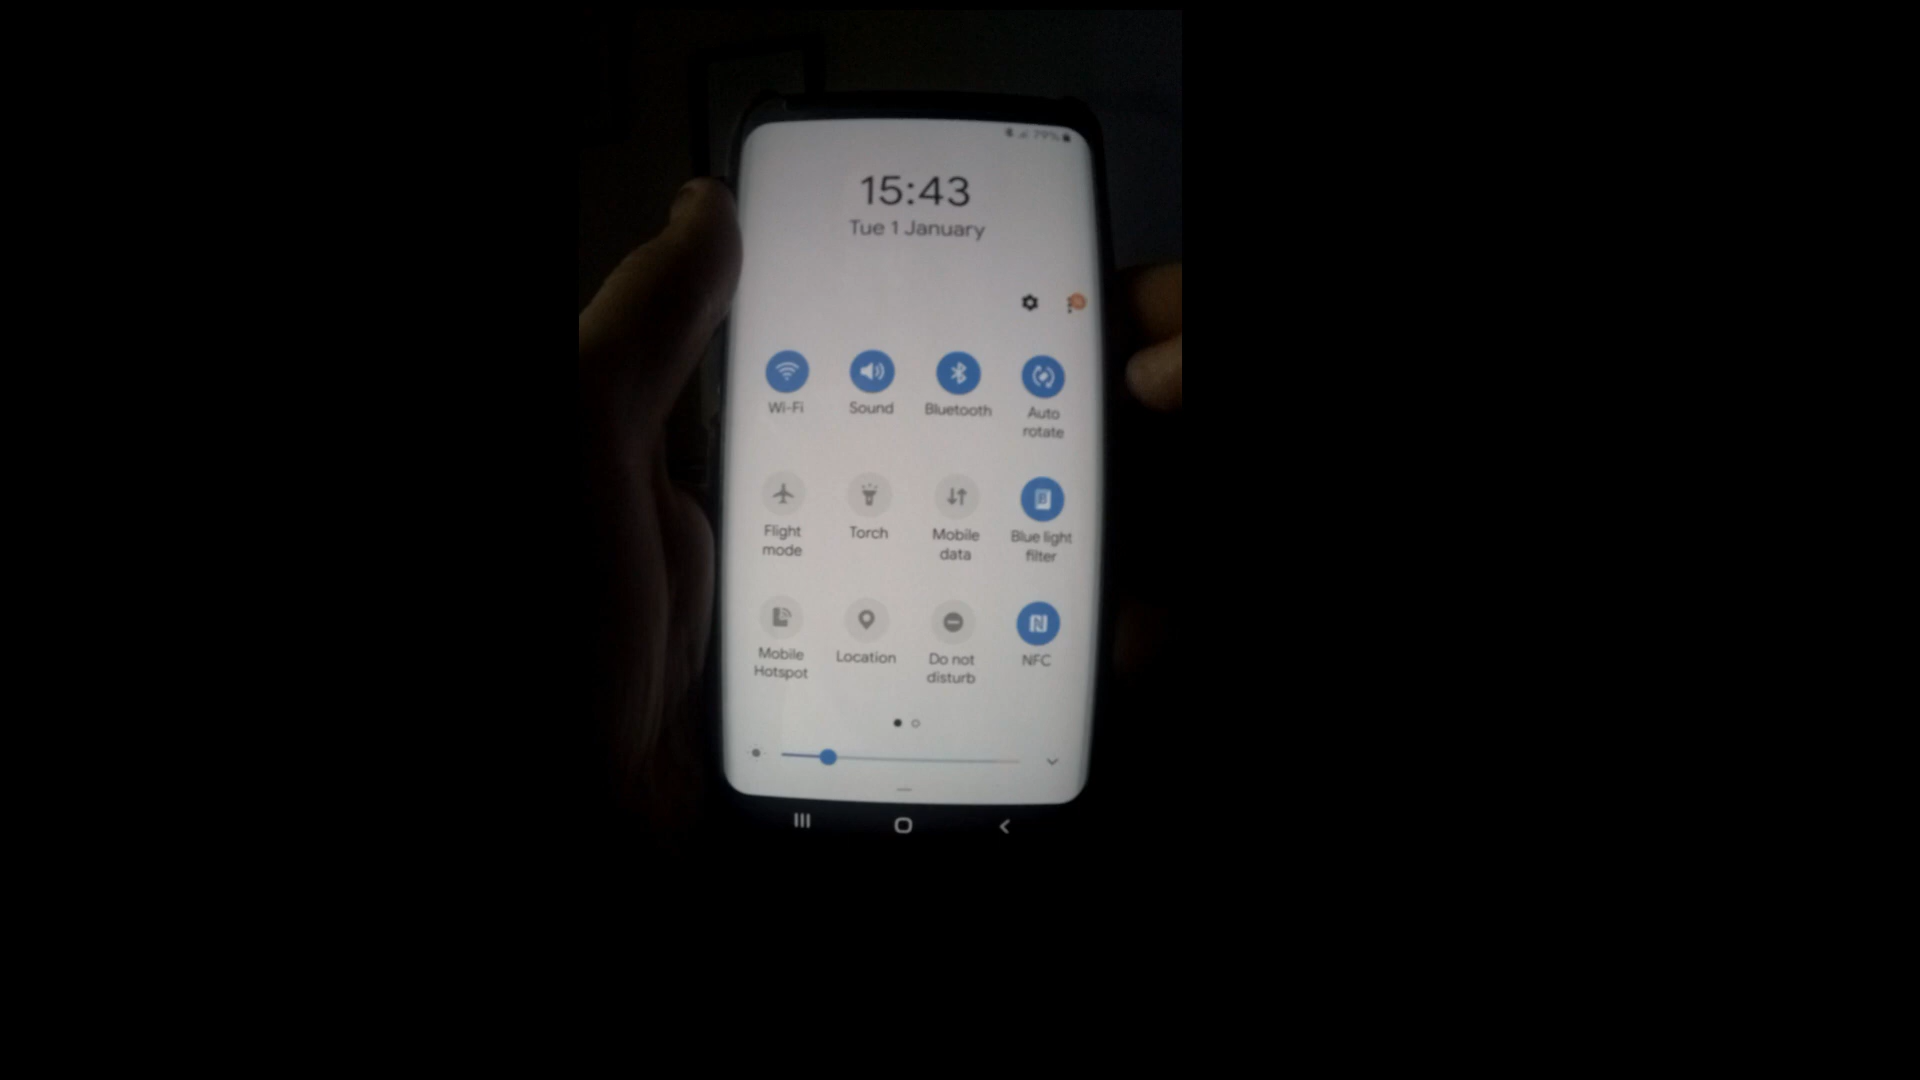 79%
15:43
Tue 1 January
Wi-Fi
Sound
Bluetooth
Auto
rotate
Flight
mode
Torch
Mobile
data
Blue light
filter
Mobile
Hotspot
Location
Do not
disturb
NFC